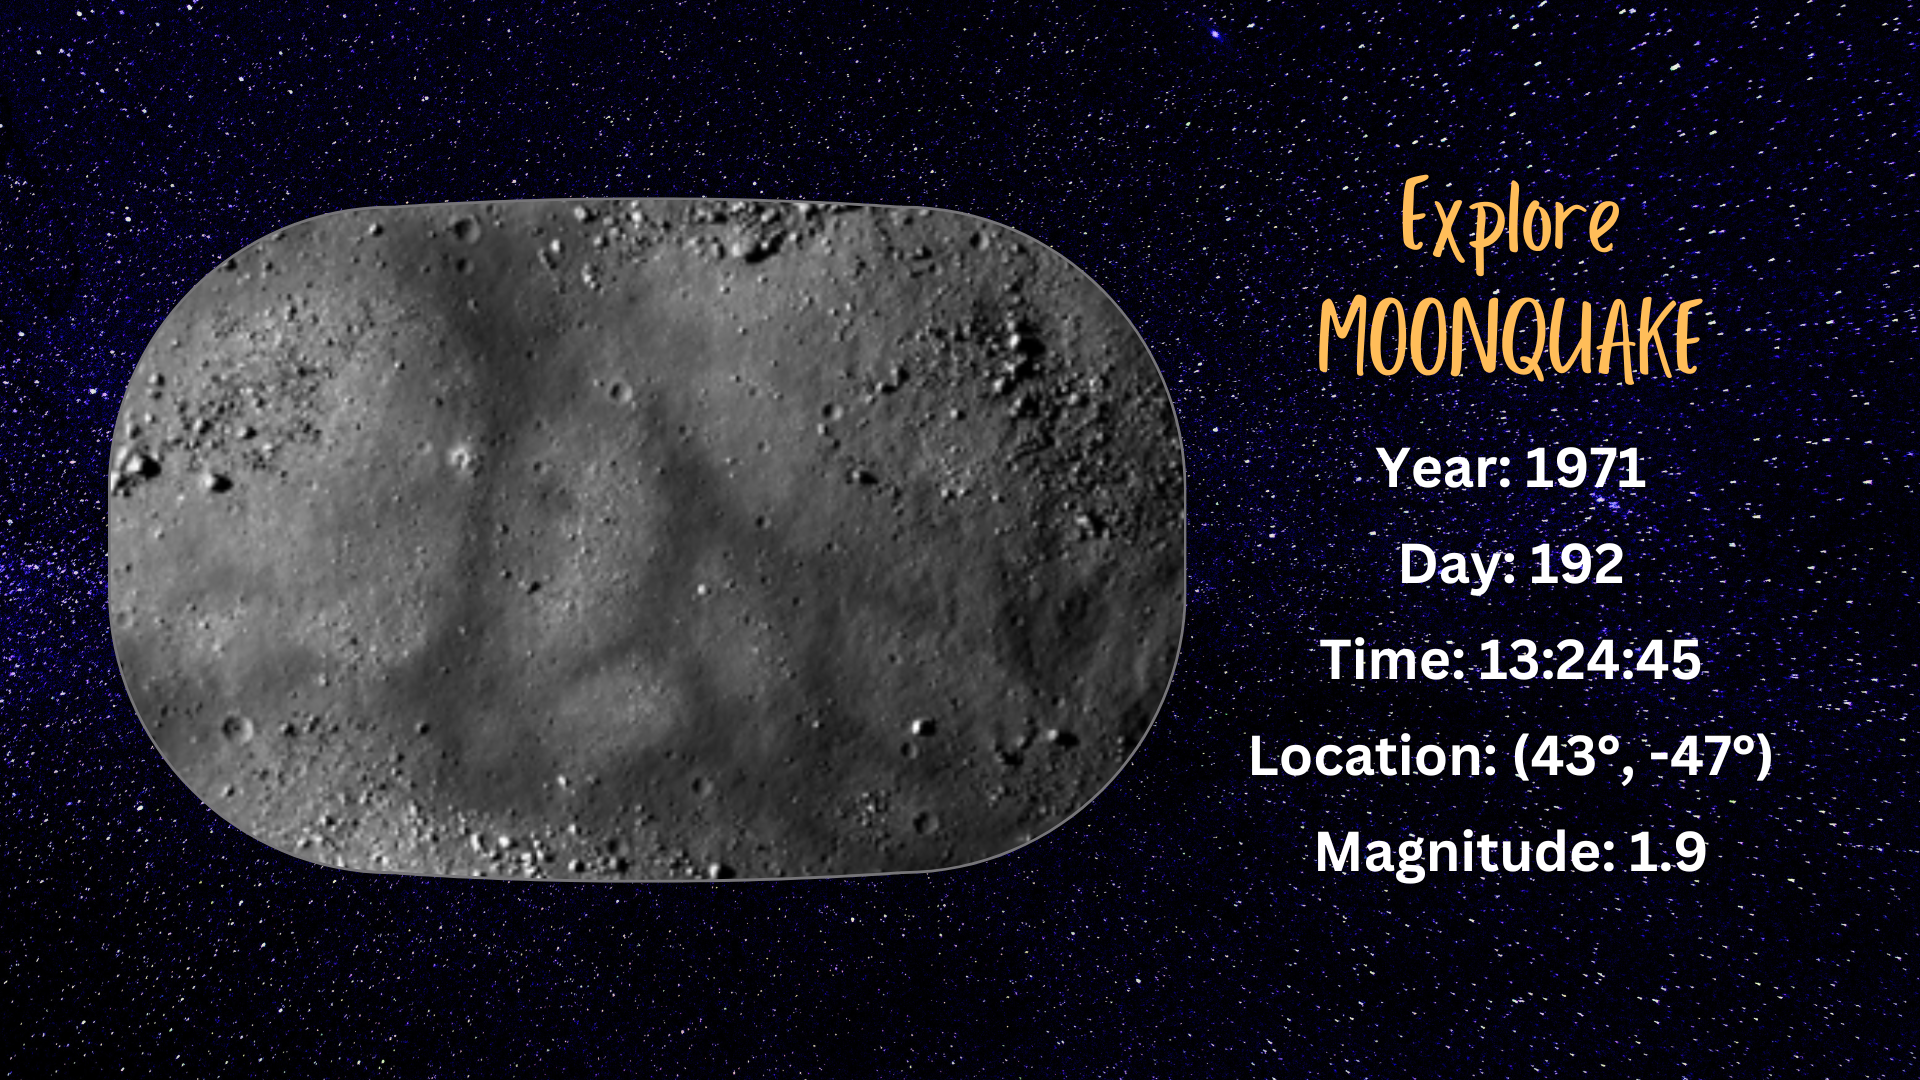 Explore
MOONQUAKE
Year: 1971
Day: 192
Time: 13:24:45
Location: (43°, -47°)
Magnitude: 1.9